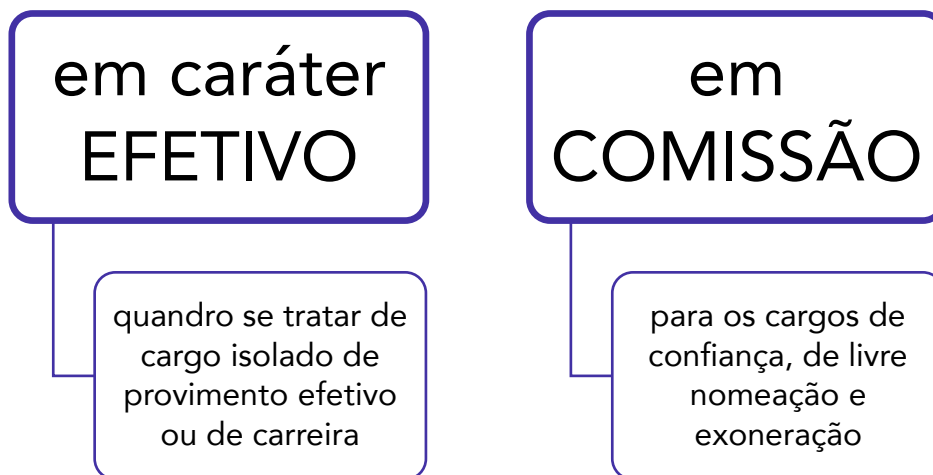 em caráter
EFETIVO
quandro se tratar de
cargo isolado de
provimento efetivo
ou de carreira
em
COMISSÃO
para os cargos de
confiança, de livre
nomeação e
exoneração